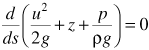 d/ds(u²/2g + z + p/ρg) = 0